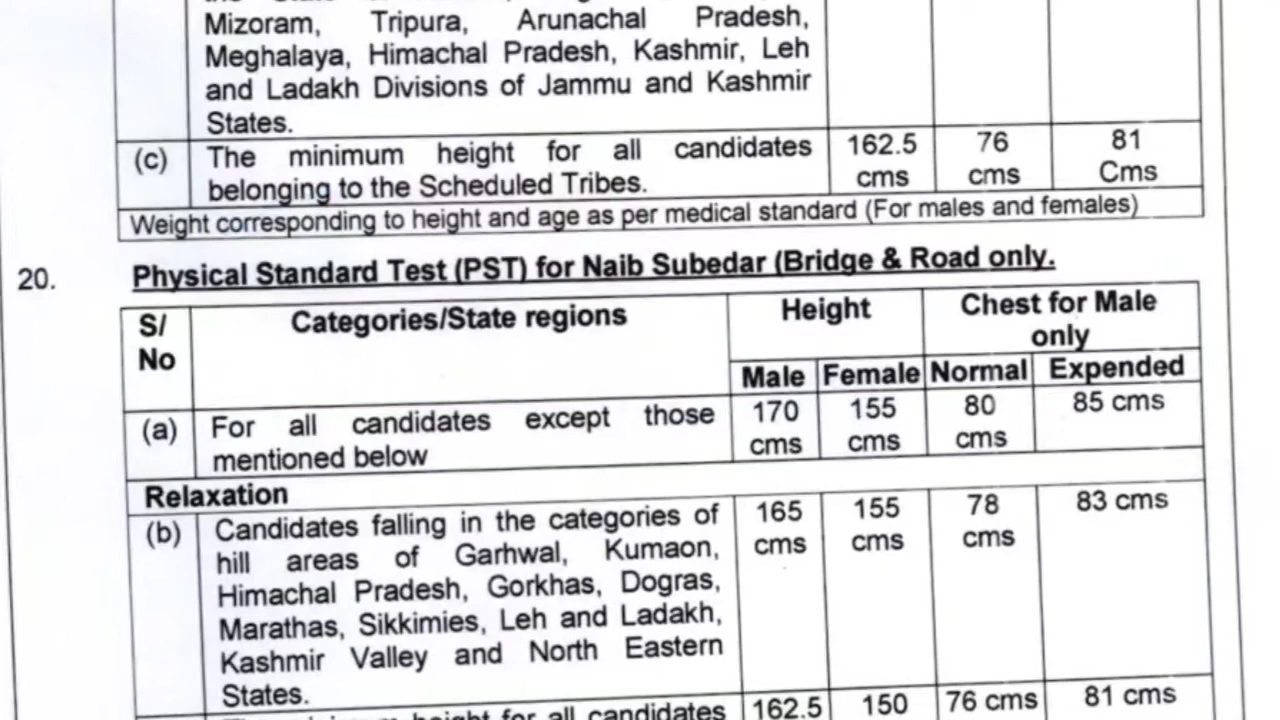 Mizoram, Tripura, Arunachal Pradesh,
Meghalaya, Himachal Pradesh, Kashmir, Leh
and Ladakh Divisions of Jammu and Kashmir
States.
(c) The minimum height for all candidates 162.5 76 81
belonging to the Scheduled Tribes. cms cms Cms
Weight corresponding to height and age as per medical standard (For males and females)
20. Physical Standard Test (PST) for Naib Subedar (Bridge & Road only.
S/ Categories/State regions Height Chest for Male
No only
Male Female Normal Expended
(a) For all candidates except those 170 155 80 85 cms
mentioned below cms cms cms
Relaxation
(b) Candidates falling in the categories of 165 155 78 83 cms
hill areas of Garhwal, Kumaon, cms cms cms
Himachal Pradesh, Gorkhas, Dogras,
Marathas, Sikkimies, Leh and Ladakh,
Kashmir Valley and North Eastern
States.
height for all candidates 162.5 150 76 cms 81 cms